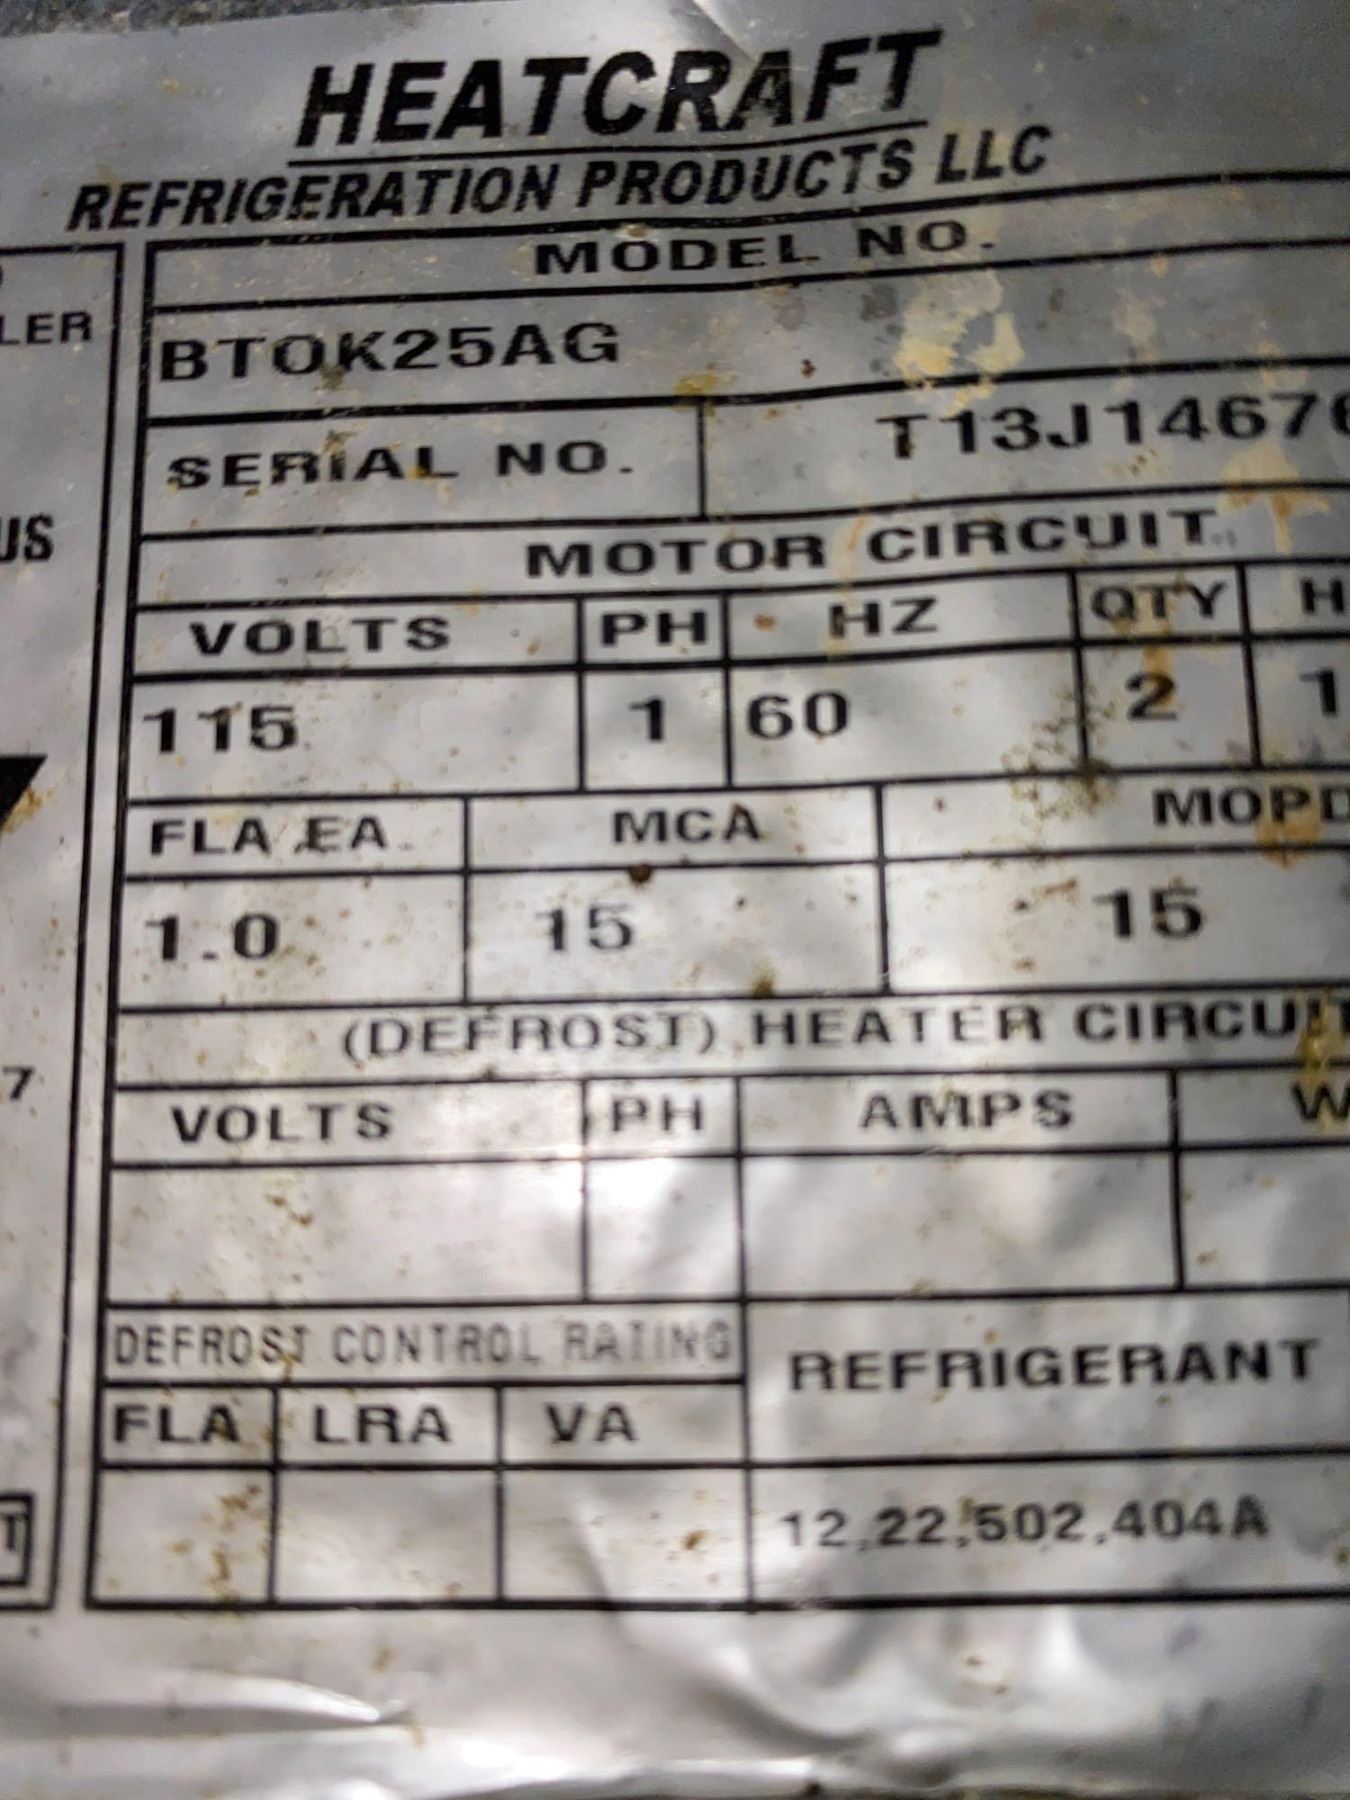 HEATCRAFT
REFRIGERATION PRODUCTS LLC
LER
US
7
T
MODEL NO.
BTOK25AG
SERIAL NO. T13J1467
MOTOR CIRCUIT
VOLTS PH HZ QTY H
115 1 60 2 1
FLA EA. MCA MOPD
1.0 15 15
(DEFROST) HEATER CIRCUIT
VOLTS PH AMPS W
DEFROST CONTROL RATING
REFRIGERANT
FLA LRA VA
12,22,502,404A